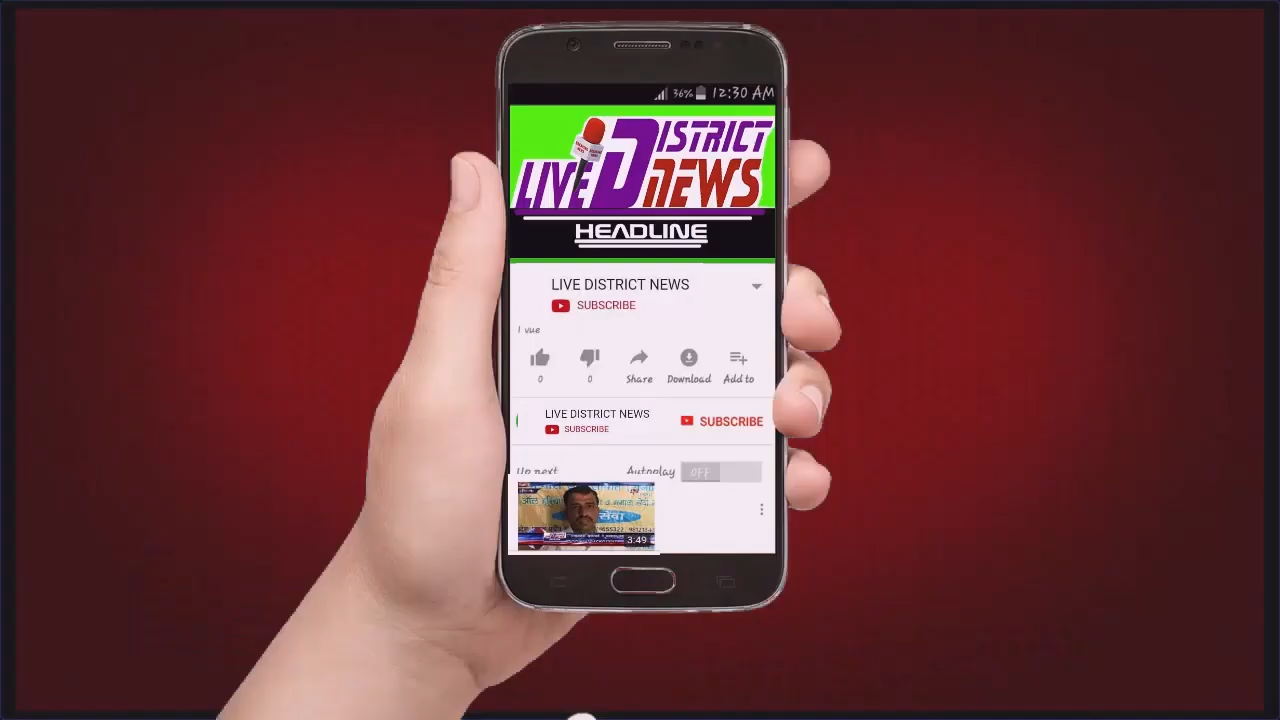 36% 12:30 AM
LIVE DISTRICT NEWS
HEADLINE
LIVE DISTRICT NEWS
SUBSCRIBE
1 vue
0 0 Share Download Add to
LIVE DISTRICT NEWS
SUBSCRIBE
SUBSCRIBE
Up next Autoplay OFF
सेवा
3:49